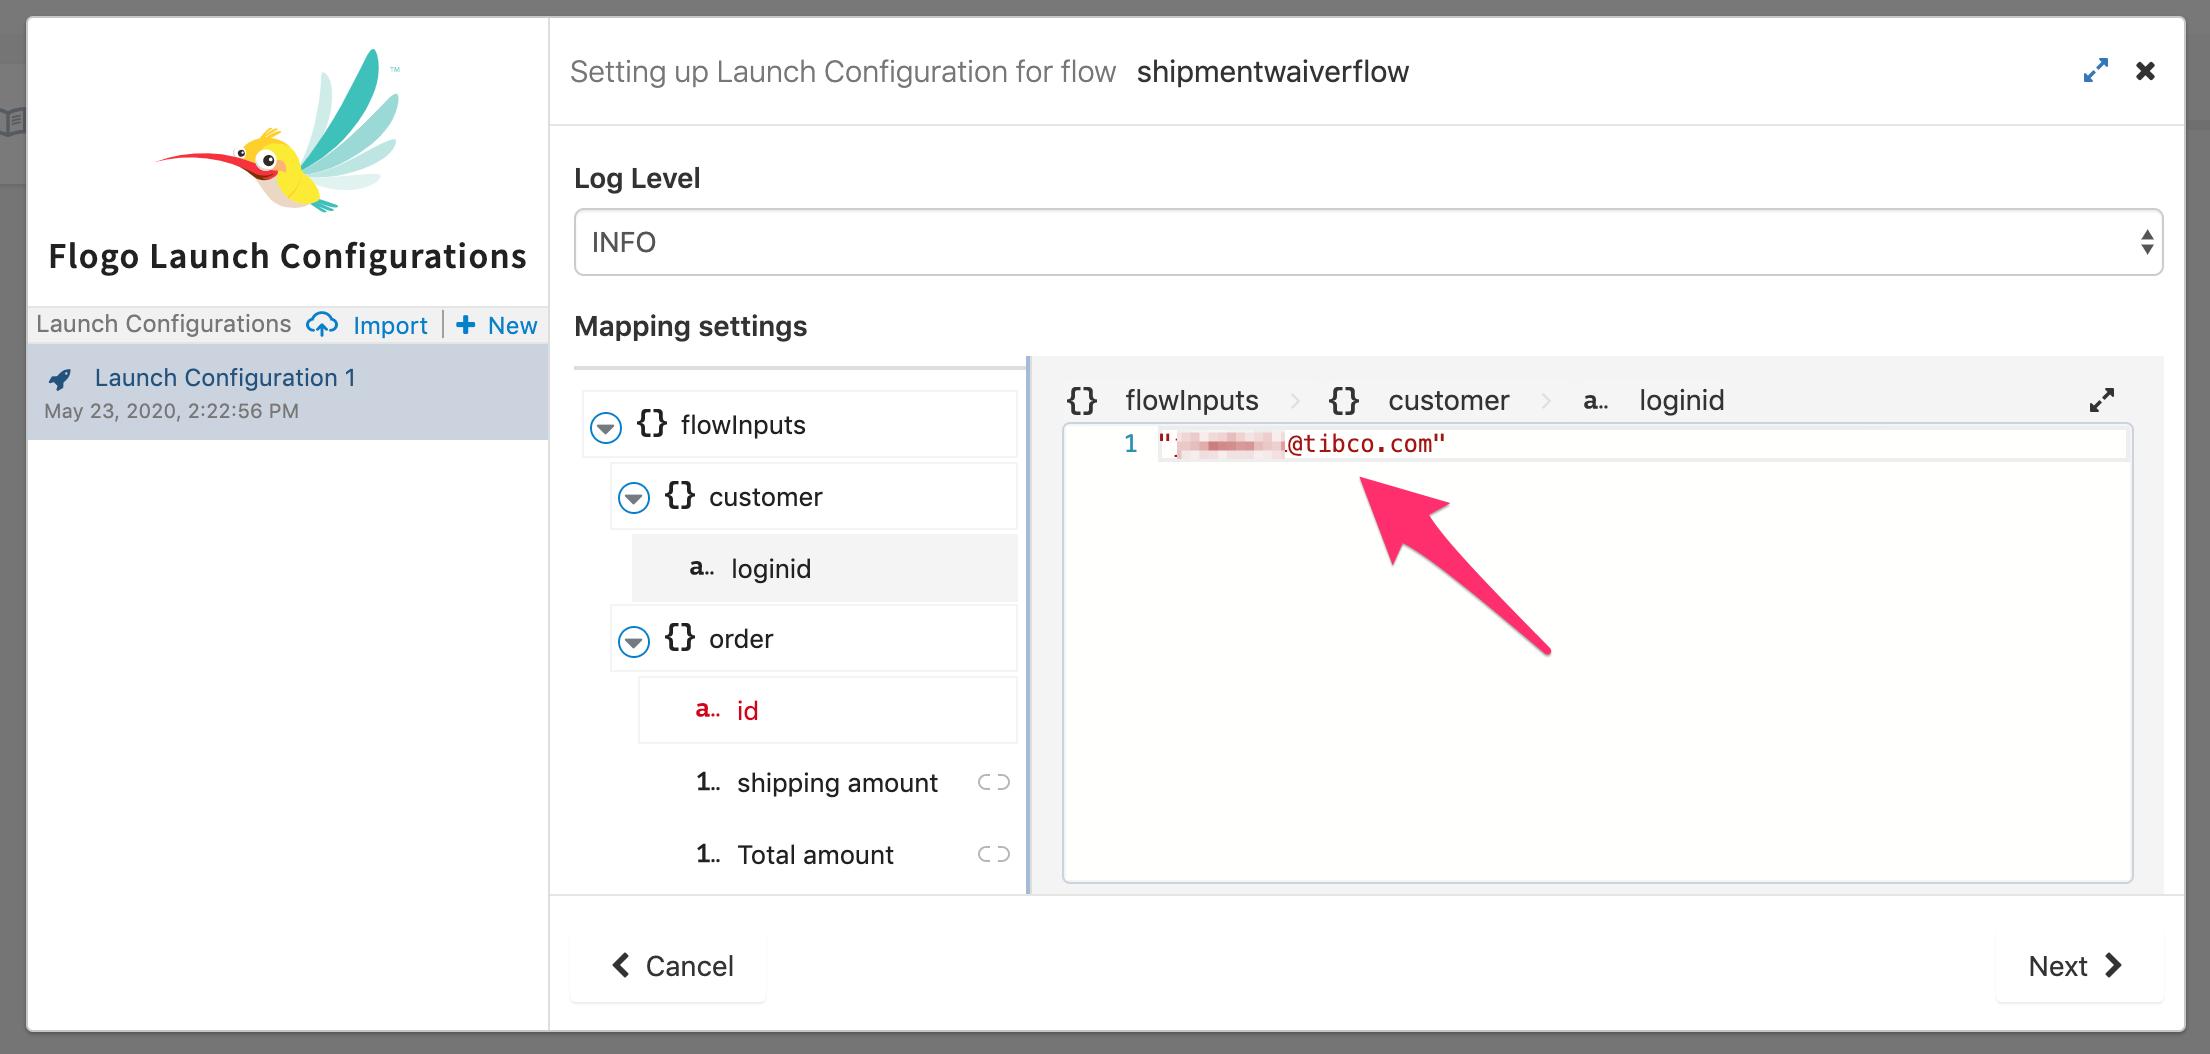 ™
Flogo Launch Configurations
Launch Configurations Import + New
Launch Configuration 1
May 23, 2020, 2:22:56 PM
Setting up Launch Configuration for flow shipmentwaiverflow
Log Level
INFO
Mapping settings
{} flowInputs
{} customer
a.. loginid
{} order
a.. id
1.. shipping amount
1.. Total amount
{} flowInputs > {} customer > a.. loginid
1 "@tibco.com"
Cancel
Next